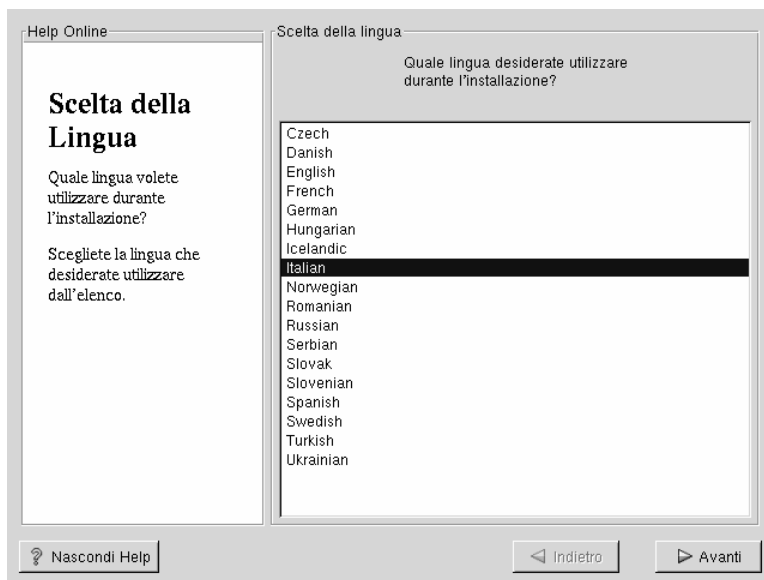 Help Online
Scelta della
Lingua
Quale lingua volete
utilizzare durante
l'installazione?
Scegliete la lingua che
desiderate utilizzare
dall'elenco.
Scelta della lingua
Quale lingua desiderate utilizzare
durante l'installazione?
Czech
Danish
English
French
German
Hungarian
Icelandic
Italian
Norwegian
Romanian
Russian
Serbian
Slovak
Slovenian
Spanish
Swedish
Turkish
Ukrainian
Nascondi Help
Indietro
Avanti